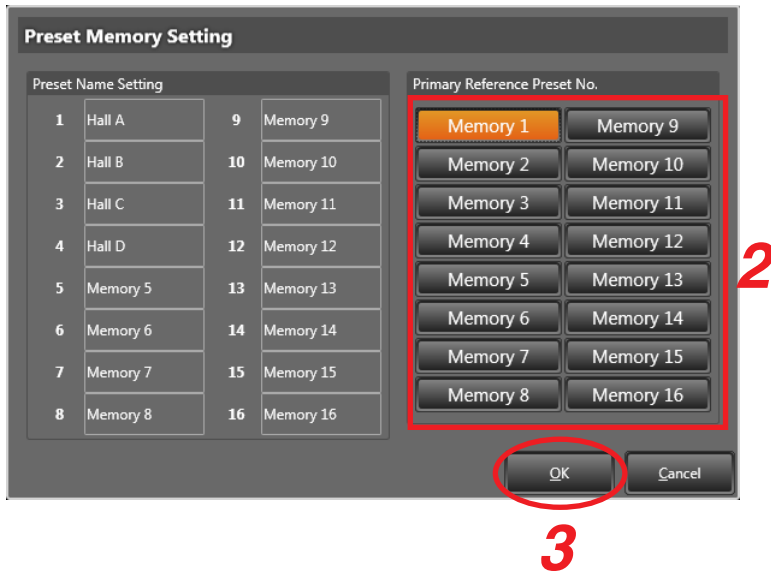 Preset Memory Setting
Preset Name Setting
1 Hall A 9 Memory 9
2 Hall B 10 Memory 10
3 Hall C 11 Memory 11
4 Hall D 12 Memory 12
5 Memory 5 13 Memory 13
6 Memory 6 14 Memory 14
7 Memory 7 15 Memory 15
8 Memory 8 16 Memory 16
Primary Reference Preset No.
Memory 1 Memory 9
Memory 2 Memory 10
Memory 3 Memory 11
Memory 4 Memory 12
Memory 5 Memory 13
Memory 6 Memory 14
Memory 7 Memory 15
Memory 8 Memory 16
2
OK Cancel
3